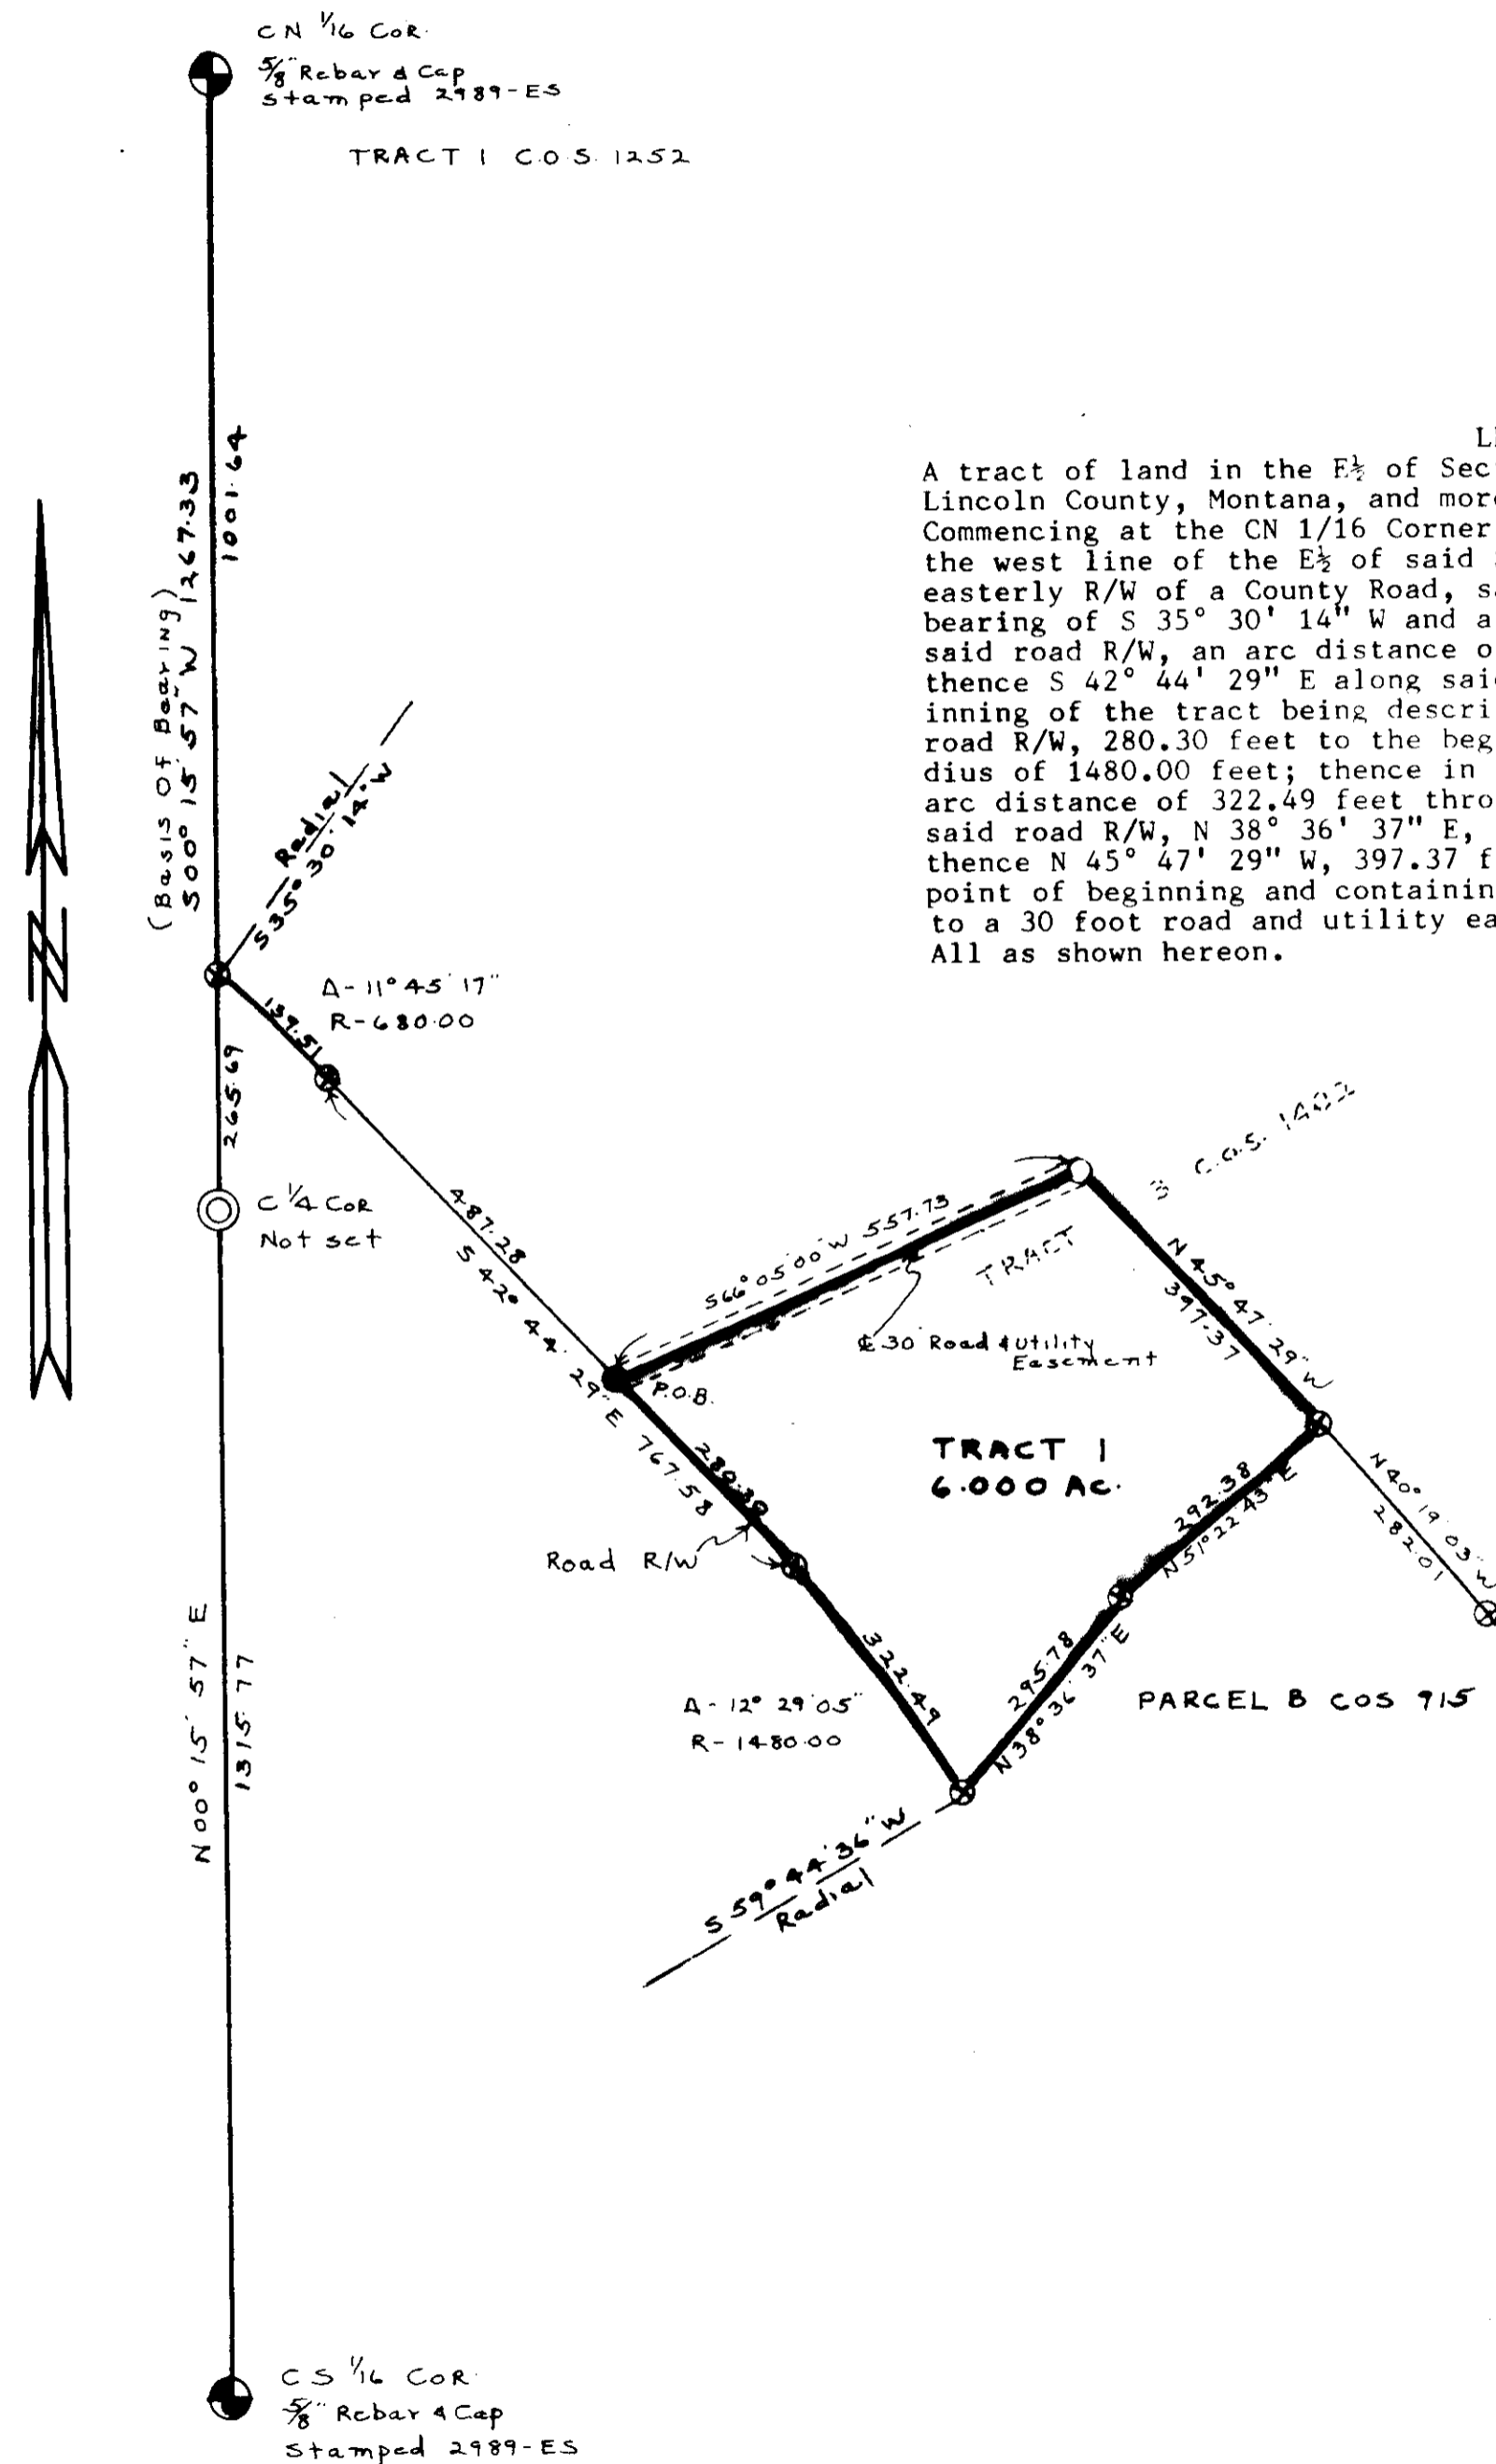 CN 1/16 COR.
5/8" Rebar & Cap
Stamped 2989-ES
TRACT 1 C.O.S. 1252
(Basis Of Bearing)
S00° 15' 57" W 1267.33
1001.64
LE
A tract of land in the E½ of Sec
Lincoln County, Montana, and mor
Commencing at the CN 1/16 Corner
the west line of the E½ of said
easterly R/W of a County Road, s
bearing of S 35° 30' 14" W and a
said road R/W, an arc distance o
thence S 42° 44' 29" E along sai
inning of the tract being descri
road R/W, 280.30 feet to the beg
dius of 1480.00 feet; thence in
arc distance of 322.49 feet thro
said road R/W, N 38° 36' 37" E,
thence N 45° 47' 29" W, 397.37 f
point of beginning and containin
to a 30 foot road and utility ea
All as shown hereon.
Radial
S35° 30' 14" W
Δ - 11° 45' 17"
R - 680.00
139.51
265.69
C 1/4 COR
Not set
487.28
S 42° 44' 29" E 767.58
S66° 05' 00" W 557.73
TRACT 3 C.O.S. 1402
℄ 30' Road & Utility
Easement
P.O.B.
N 45° 47' 29" W
397.37
TRACT 1
6.000 AC.
280.30
Road R/W
292.38
N51° 22' 43" E
N40° 19' 03" W
282.01
322.49
Δ - 12° 29' 05"
R - 1480.00
295.78
N38° 36' 37" E
PARCEL B COS 915
S 59° 44' 36" W
Radial
N00° 15' 57" E
1315.77
CS 1/16 COR.
5/8" Rebar & Cap
Stamped 2989-ES
N